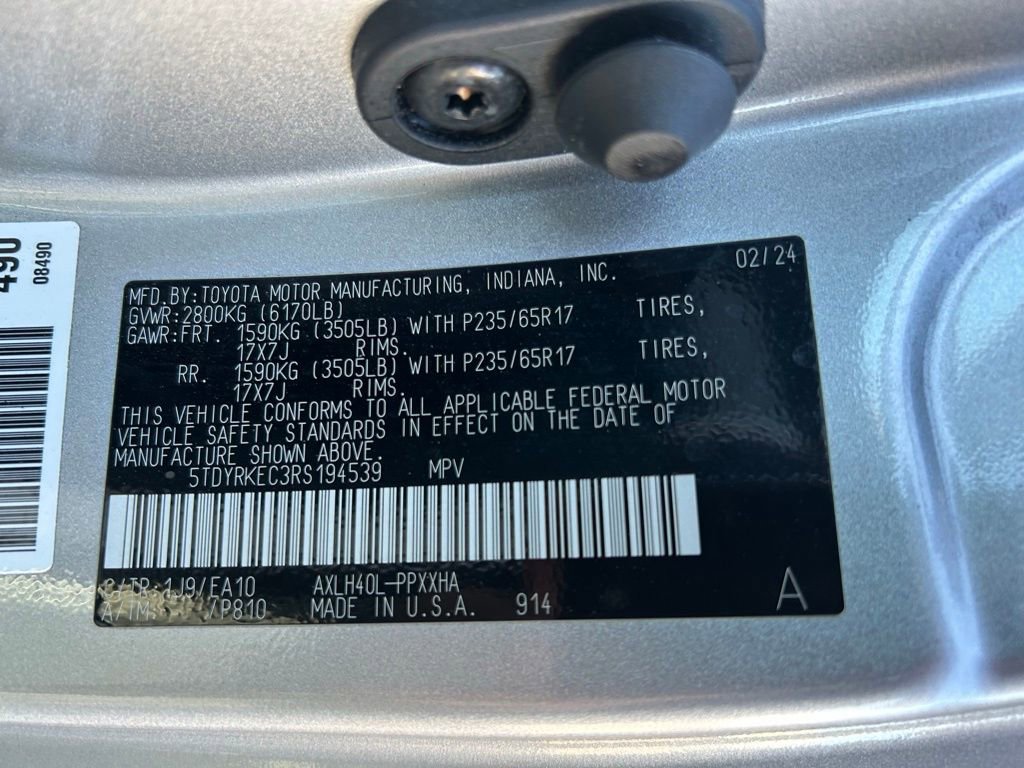 490
08490
02/24
MFD.BY:TOYOTA MOTOR MANUFACTURING, INDIANA, INC.
GVWR:2800KG (6170LB)
GAWR:FRT. 1590KG (3505LB) WITH P235/65R17 TIRES,
17X7J RIMS.
RR. 1590KG (3505LB) WITH P235/65R17 TIRES,
17X7J RIMS.
THIS VEHICLE CONFORMS TO ALL APPLICABLE FEDERAL MOTOR
VEHICLE SAFETY STANDARDS IN EFFECT ON THE DATE OF
MANUFACTURE SHOWN ABOVE.
5TDYRKEC3RS194539 MPV
C/TR:1J9/EA10 AXLH40L-PPXXHA
A/TM: /P810 MADE IN U.S.A. 914
A